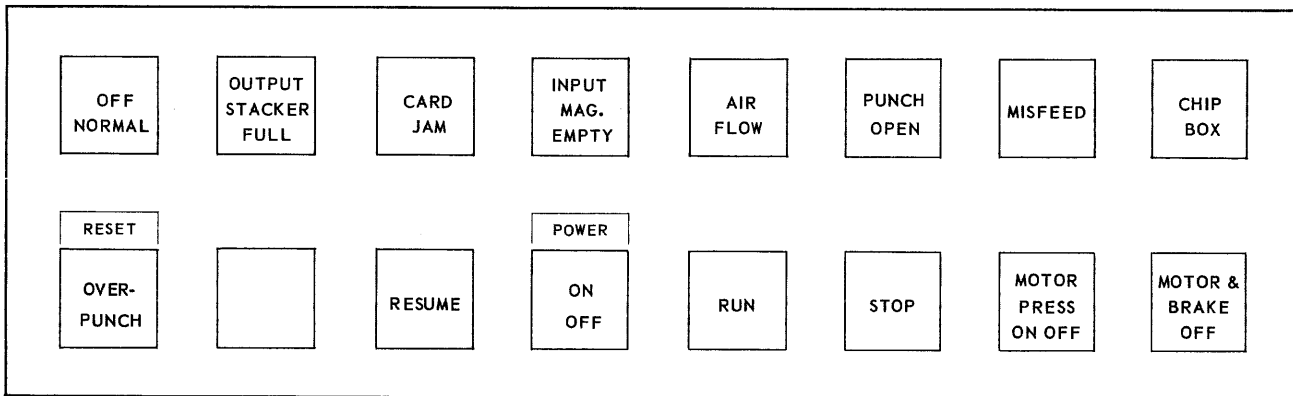 OFF
NORMAL
OUTPUT
STACKER
FULL
CARD
JAM
INPUT
MAG.
EMPTY
AIR
FLOW
PUNCH
OPEN
MISFEED
CHIP
BOX
RESET
OVER-
PUNCH
RESUME
POWER
ON
OFF
RUN
STOP
MOTOR
PRESS
ON OFF
MOTOR &
BRAKE
OFF